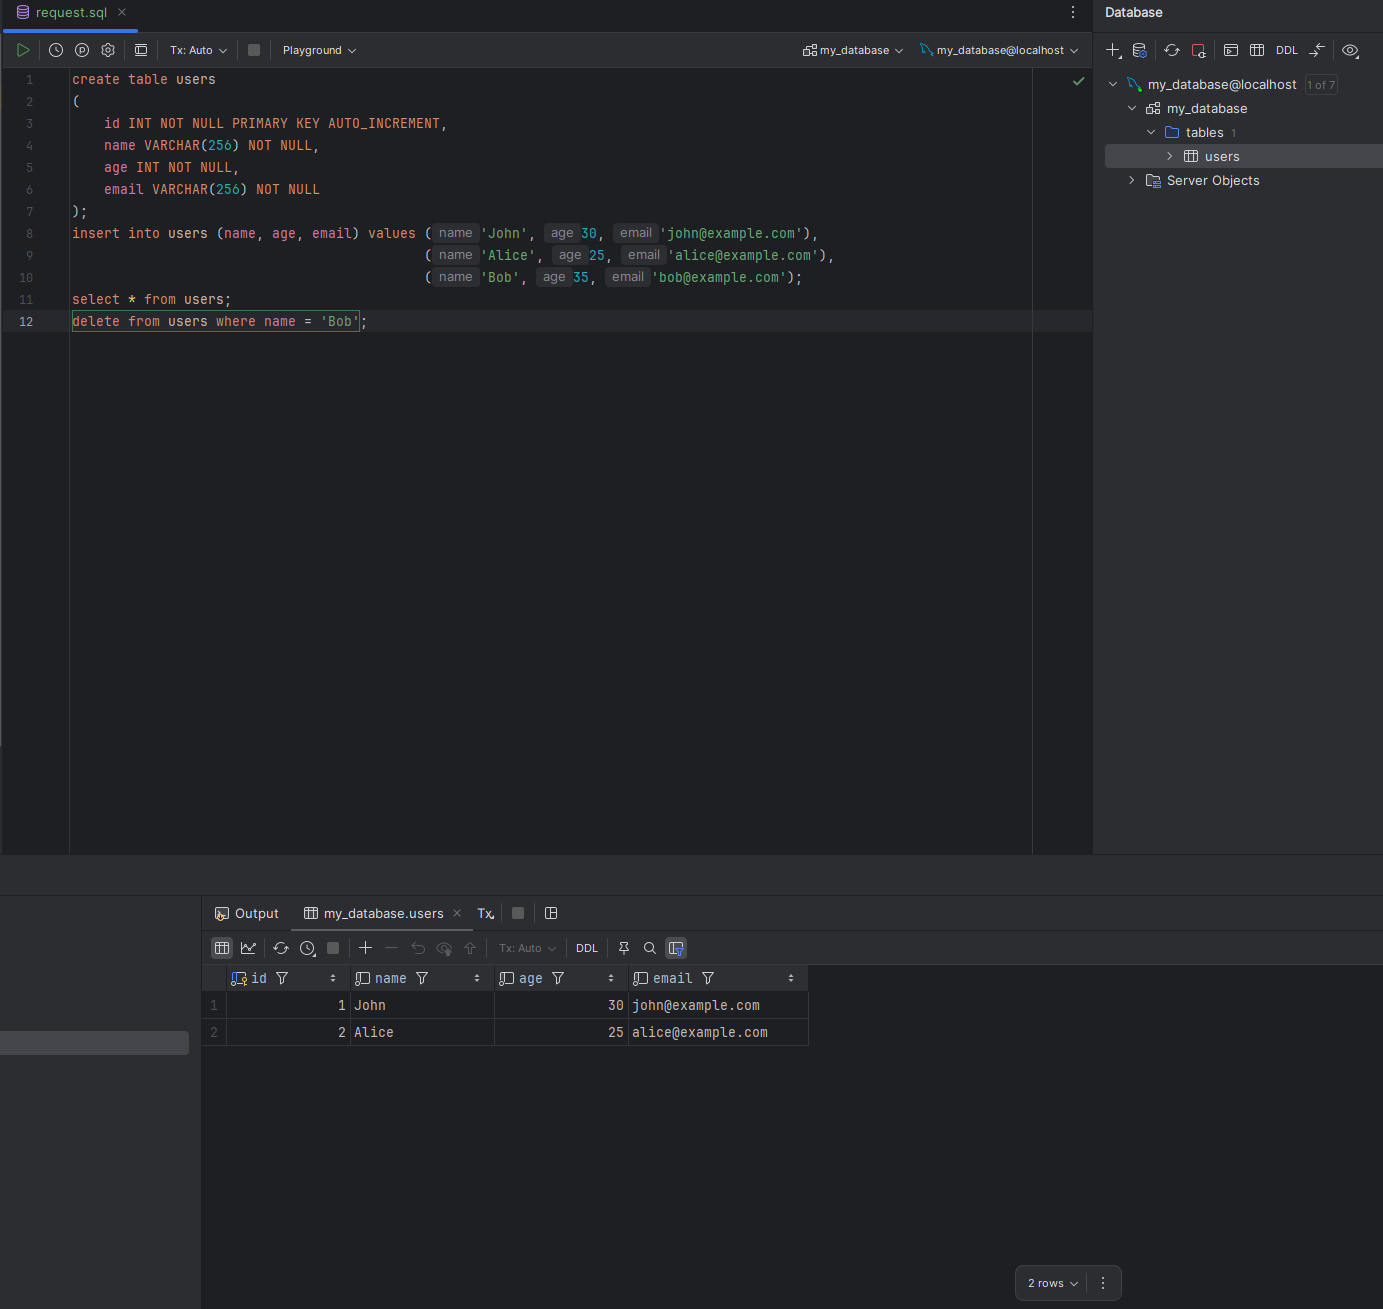 request.sql
Database
Tx: Auto
Playground
my_database
my_database@localhost
DDL
1 create table users
2 (
3 id INT NOT NULL PRIMARY KEY AUTO_INCREMENT,
4 name VARCHAR(256) NOT NULL,
5 age INT NOT NULL,
6 email VARCHAR(256) NOT NULL
7 );
8 insert into users (name, age, email) values ( name 'John', age 30, email 'john@example.com'),
9 ( name 'Alice', age 25, email 'alice@example.com'),
10 ( name 'Bob', age 35, email 'bob@example.com');
11 select * from users;
12 delete from users where name = 'Bob';
my_database@localhost 1 of 7
my_database
tables 1
users
Server Objects
Output
my_database.users
Tx
Tx: Auto
DDL
id name age email
1 1 John 30 john@example.com
2 2 Alice 25 alice@example.com
2 rows